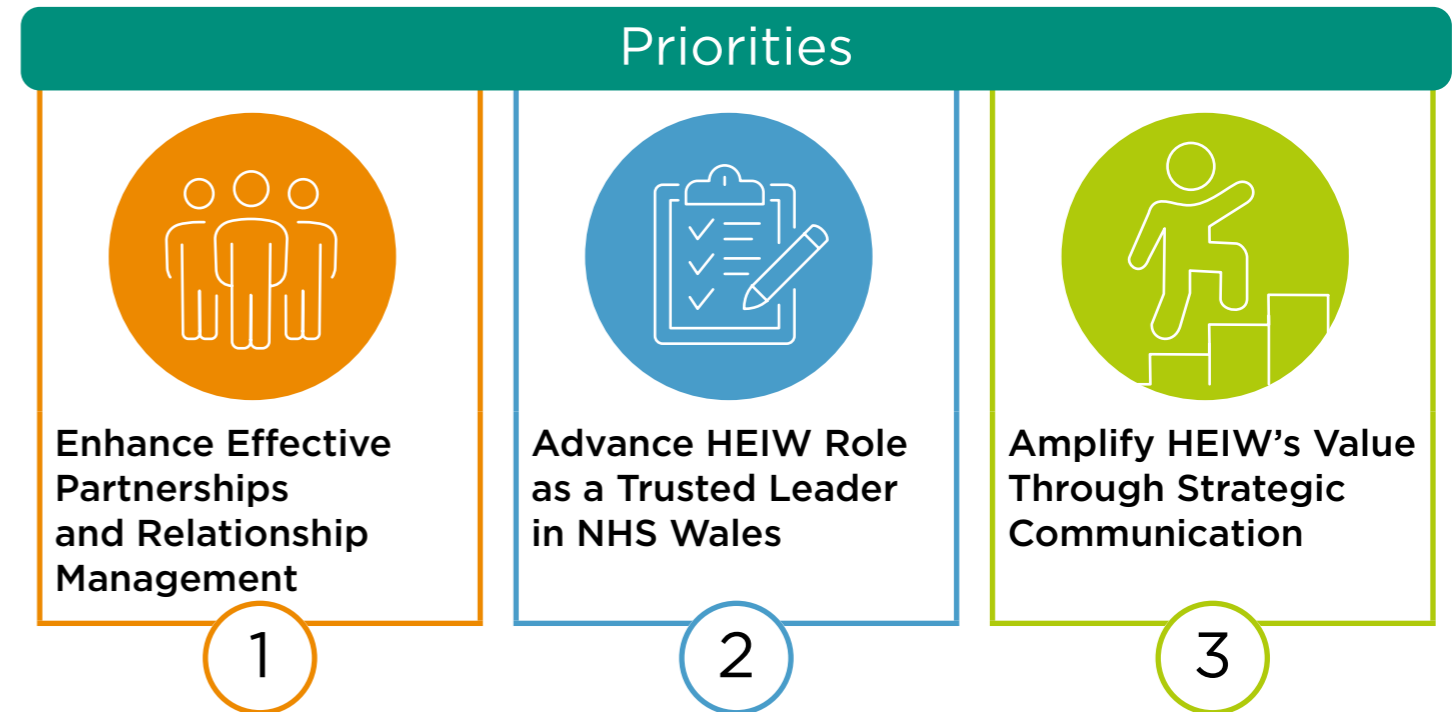 Priorities
Enhance Effective
Partnerships
and Relationship
Management
1
Advance HEIW Role
as a Trusted Leader
in NHS Wales
2
Amplify HEIW’s Value
Through Strategic
Communication
3